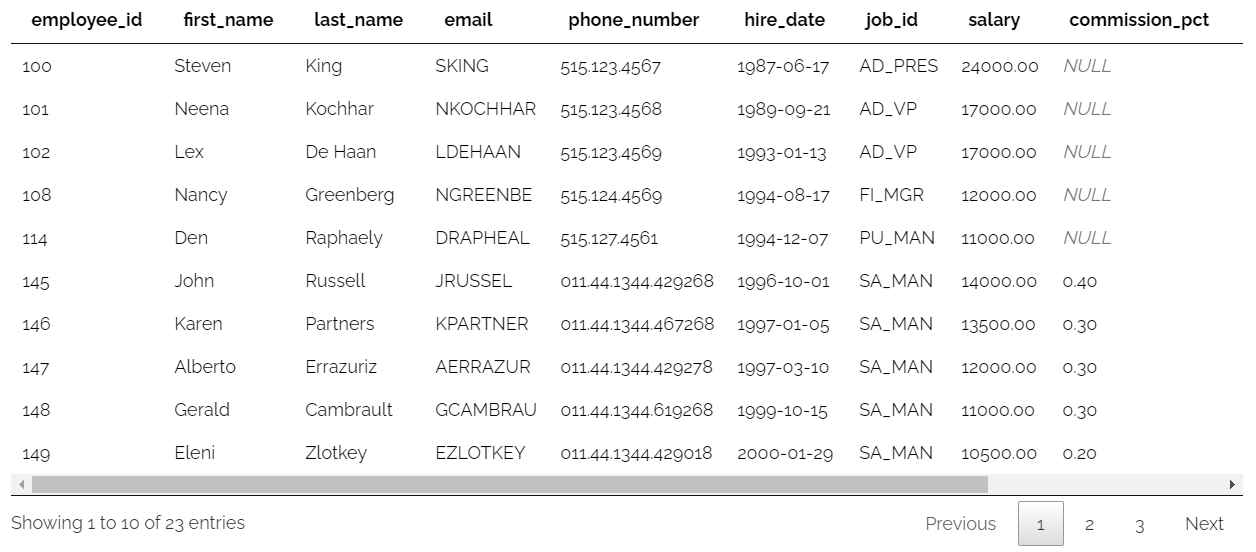 employee_id first_name last_name email phone_number hire_date job_id salary commission_pct
100 Steven King SKING 515.123.4567 1987-06-17 AD_PRES 24000.00 NULL
101 Neena Kochhar NKOCHHAR 515.123.4568 1989-09-21 AD_VP 17000.00 NULL
102 Lex De Haan LDEHAAN 515.123.4569 1993-01-13 AD_VP 17000.00 NULL
108 Nancy Greenberg NGREENBE 515.124.4569 1994-08-17 FI_MGR 12000.00 NULL
114 Den Raphaely DRAPHEAL 515.127.4561 1994-12-07 PU_MAN 11000.00 NULL
145 John Russell JRUSSEL 011.44.1344.429268 1996-10-01 SA_MAN 14000.00 0.40
146 Karen Partners KPARTNER 011.44.1344.467268 1997-01-05 SA_MAN 13500.00 0.30
147 Alberto Errazuriz AERRAZUR 011.44.1344.429278 1997-03-10 SA_MAN 12000.00 0.30
148 Gerald Cambrault GCAMBRAU 011.44.1344.619268 1999-10-15 SA_MAN 11000.00 0.30
149 Eleni Zlotkey EZLOTKEY 011.44.1344.429018 2000-01-29 SA_MAN 10500.00 0.20
Showing 1 to 10 of 23 entries Previous 1 2 3 Next